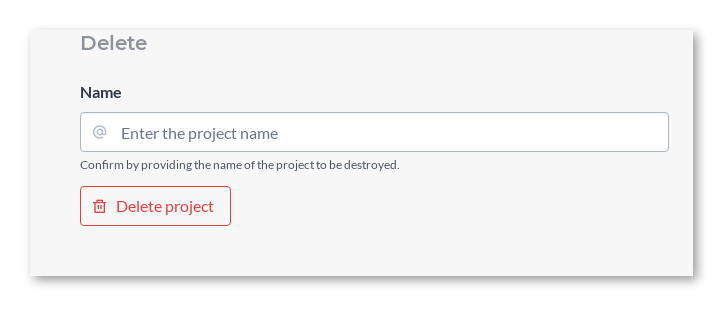 Delete
Name
Enter the project name
Confirm by providing the name of the project to be destroyed.
Delete project